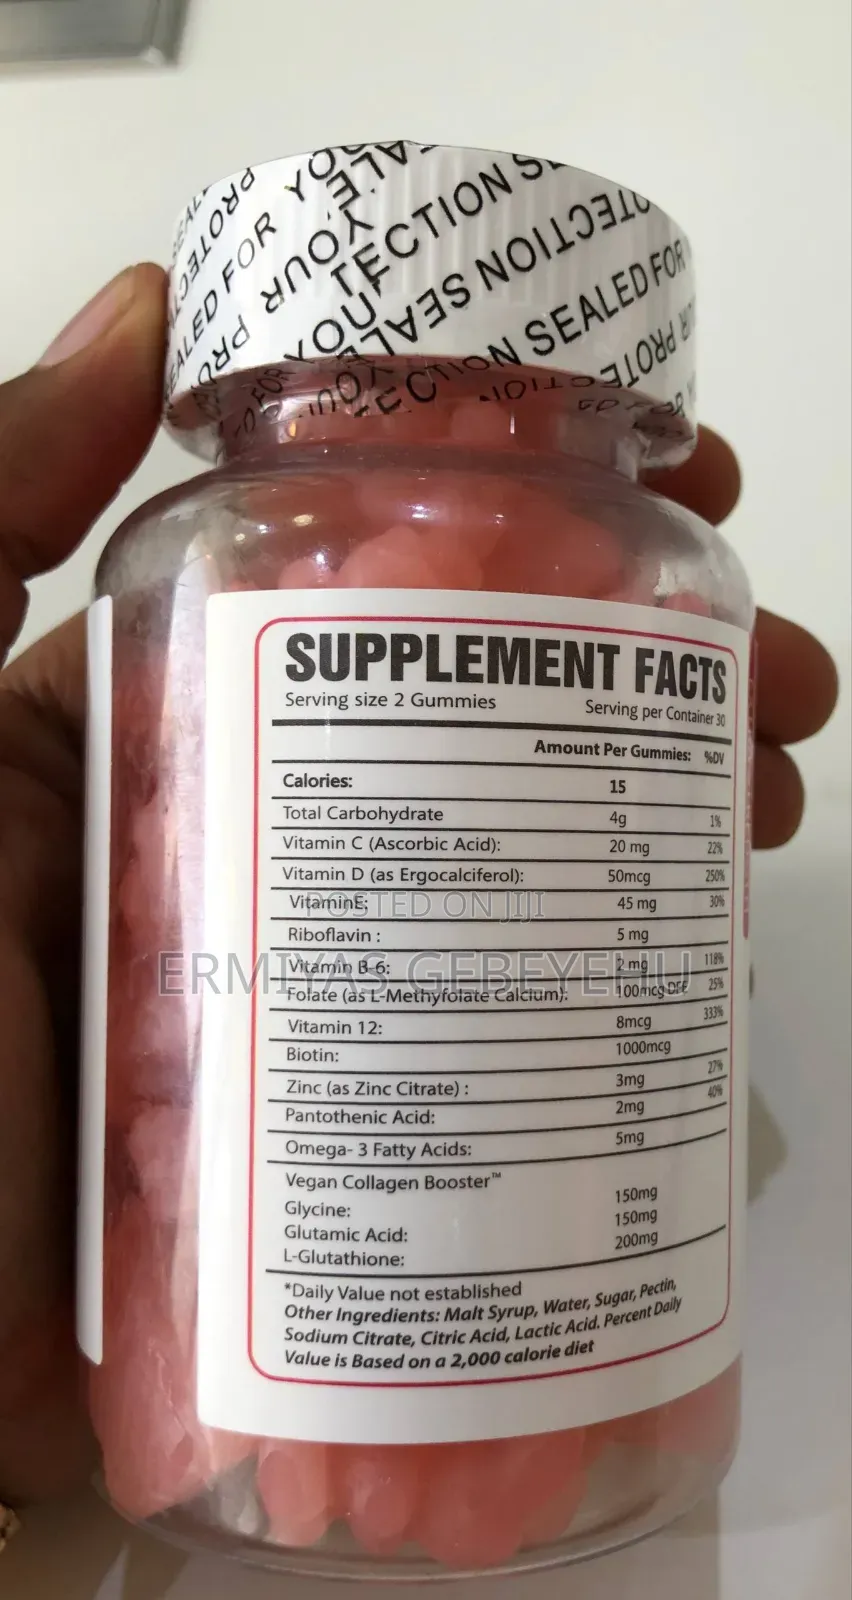 SEALED FOR YOUR PROTECTION
SUPPLEMENT FACTS
Serving size 2 Gummies Serving per Container 30
Amount Per Gummies: %DV
Calories: 15
Total Carbohydrate 4g 1%
Vitamin C (Ascorbic Acid): 20 mg 22%
Vitamin D (as Ergocalciferol): 50mcg 250%
VitaminE: 45 mg 30%
POSTED ON JIJI
Riboflavin : 5 mg
Vitamin B-6: 2 mg 118%
ERMIYAS GEBEYEHU
Folate (as L-Methyfolate Calcium): 100mcg DFE 25%
Vitamin 12: 8mcg 333%
Biotin: 1000mcg
Zinc (as Zinc Citrate) : 3mg 27%
Pantothenic Acid: 2mg 40%
Omega- 3 Fatty Acids: 5mg
Vegan Collagen Booster™
Glycine: 150mg
Glutamic Acid: 150mg
L-Glutathione: 200mg
*Daily Value not established
Other Ingredients: Malt Syrup, Water, Sugar, Pectin,
Sodium Citrate, Citric Acid, Lactic Acid. Percent Daily
Value is Based on a 2,000 calorie diet